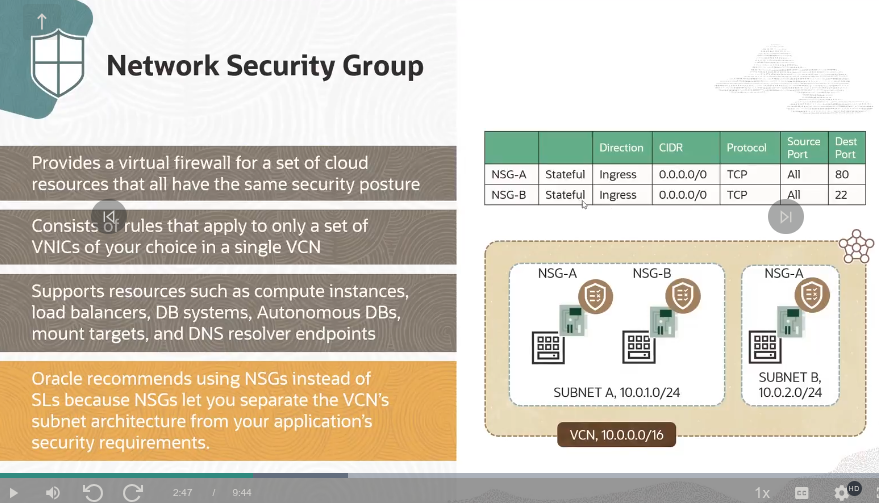 Network Security Group
Provides a virtual firewall for a set of cloud
resources that all have the same security posture
Consists of rules that apply to only a set of
VNICs of your choice in a single VCN
Supports resources such as compute instances,
load balancers, DB systems, Autonomous DBs,
mount targets, and DNS resolver endpoints
Oracle recommends using NSGs instead of
SLs because NSGs let you separate the VCN's
subnet architecture from your application's
security requirements.
Direction CIDR Protocol Source Port Dest Port
NSG-A Stateful Ingress 0.0.0.0/0 TCP All 80
NSG-B Stateful Ingress 0.0.0.0/0 TCP All 22
NSG-A NSG-B NSG-A
SUBNET A, 10.0.1.0/24
SUBNET B,
10.0.2.0/24
VCN, 10.0.0.0/16
2:47 / 9:44 1x CC HD